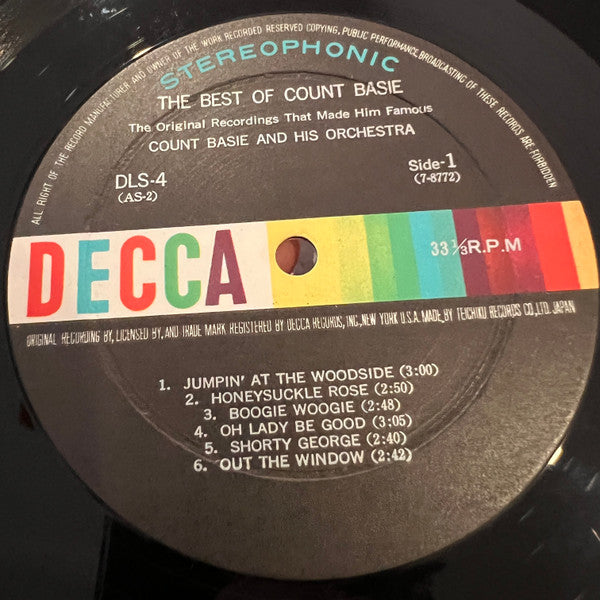 ALL RIGHT OF THE RECORD MANUFACTURER AND OWNER OF THE WORK RECORDED RESERVED COPYING, PUBLIC PERFORMANCE, BROADCASTING OF THESE RECORDS ARE FORBIDDEN
STEREOPHONIC
THE BEST OF COUNT BASIE
The Original Recordings That Made Him Famous
COUNT BASIE AND HIS ORCHESTRA
DLS-4 Side-1
(AS-2) (7-8772)
DECCA 33 1/3 R.P.M
ORIGINAL RECORDING BY, LICENSED BY, AND TRADE MARK REGISTERED BY DECCA RECORDS, INC, NEW YORK U.S.A. MADE BY TEICHIKU RECORDS CO., LTD. JAPAN
1. JUMPIN' AT THE WOODSIDE (3:00)
2. HONEYSUCKLE ROSE (2:50)
3. BOOGIE WOOGIE (2:48)
4. OH LADY BE GOOD (3:05)
5. SHORTY GEORGE (2:40)
6. OUT THE WINDOW (2:42)